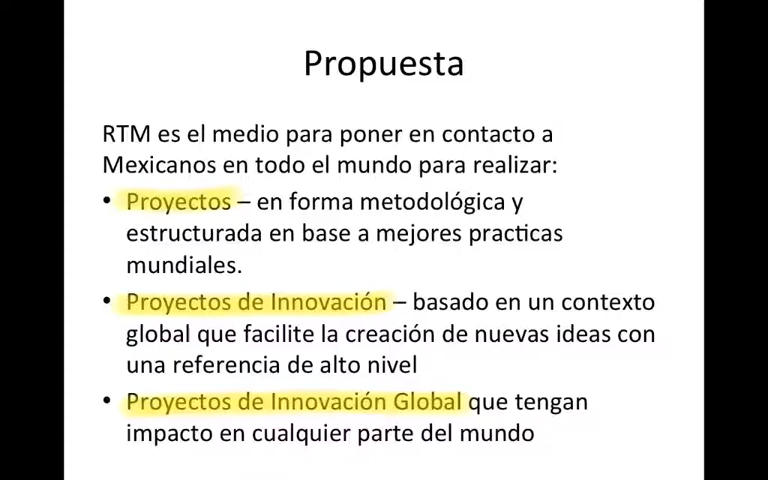 Propuesta
RTM es el medio para poner en contacto a
Mexicanos en todo el mundo para realizar:
• Proyectos – en forma metodológica y
estructurada en base a mejores practicas
mundiales.
• Proyectos de Innovación – basado en un contexto
global que facilite la creación de nuevas ideas con
una referencia de alto nivel
• Proyectos de Innovación Global que tengan
impacto en cualquier parte del mundo